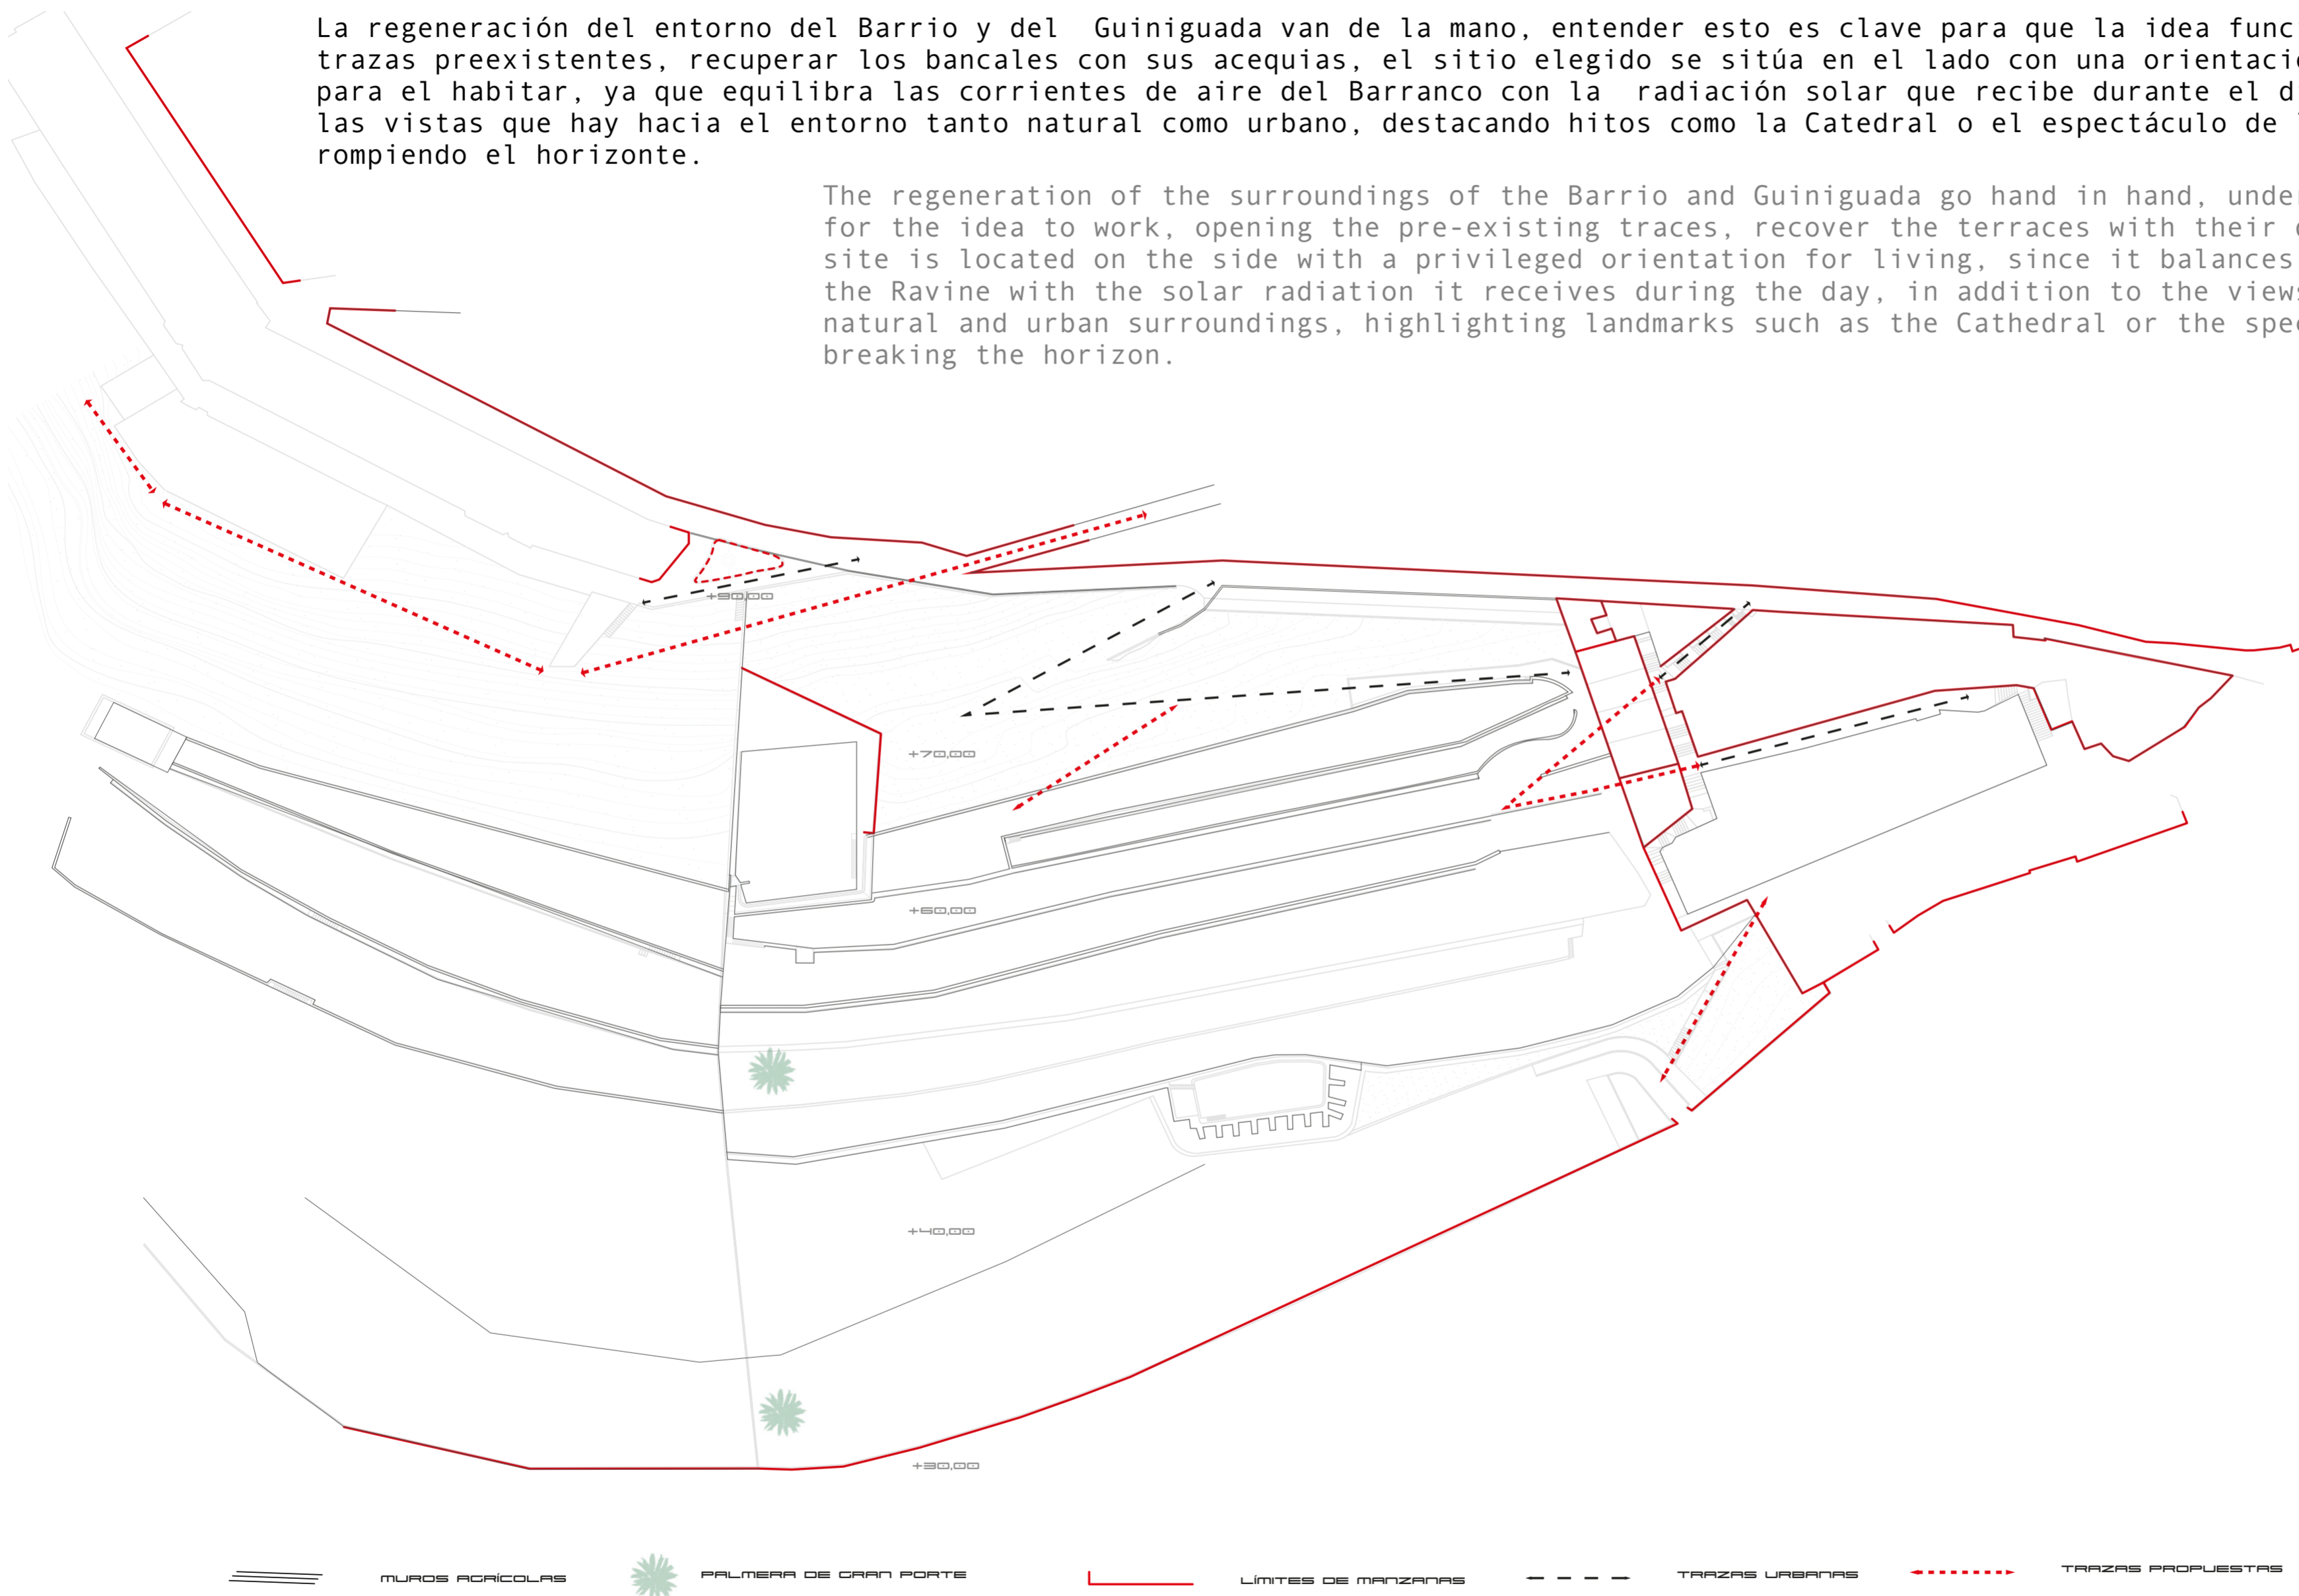 La regeneración del entorno del Barrio y del Guiniguada van de la mano, entender esto es clave para que la idea
trazas preexistentes, recuperar los bancales con sus acequias, el sitio elegido se sitúa en el lado con una
para el habitar, ya que equilibra las corrientes de aire del Barranco con la radiación solar que recibe durante el
las vistas que hay hacia el entorno tanto natural como urbano, destacando hitos como la Catedral o el espectáculo de
rompiendo el horizonte.
The regeneration of the surroundings of the Barrio and Guiniguada go hand in hand,
for the idea to work, opening the pre-existing traces, recover the terraces with their
site is located on the side with a privileged orientation for living, since it balances
the Ravine with the solar radiation it receives during the day, in addition to the views
natural and urban surroundings, highlighting landmarks such as the Cathedral or the
breaking the horizon.
+90,00
+70,00
+60,00
+40,00
+30,00
MUROS AGRÍCOLAS
PALMERA DE GRAN PORTE
LÍMITES DE MANZANAS
TRAZAS URBANAS
TRAZAS PROPUESTAS